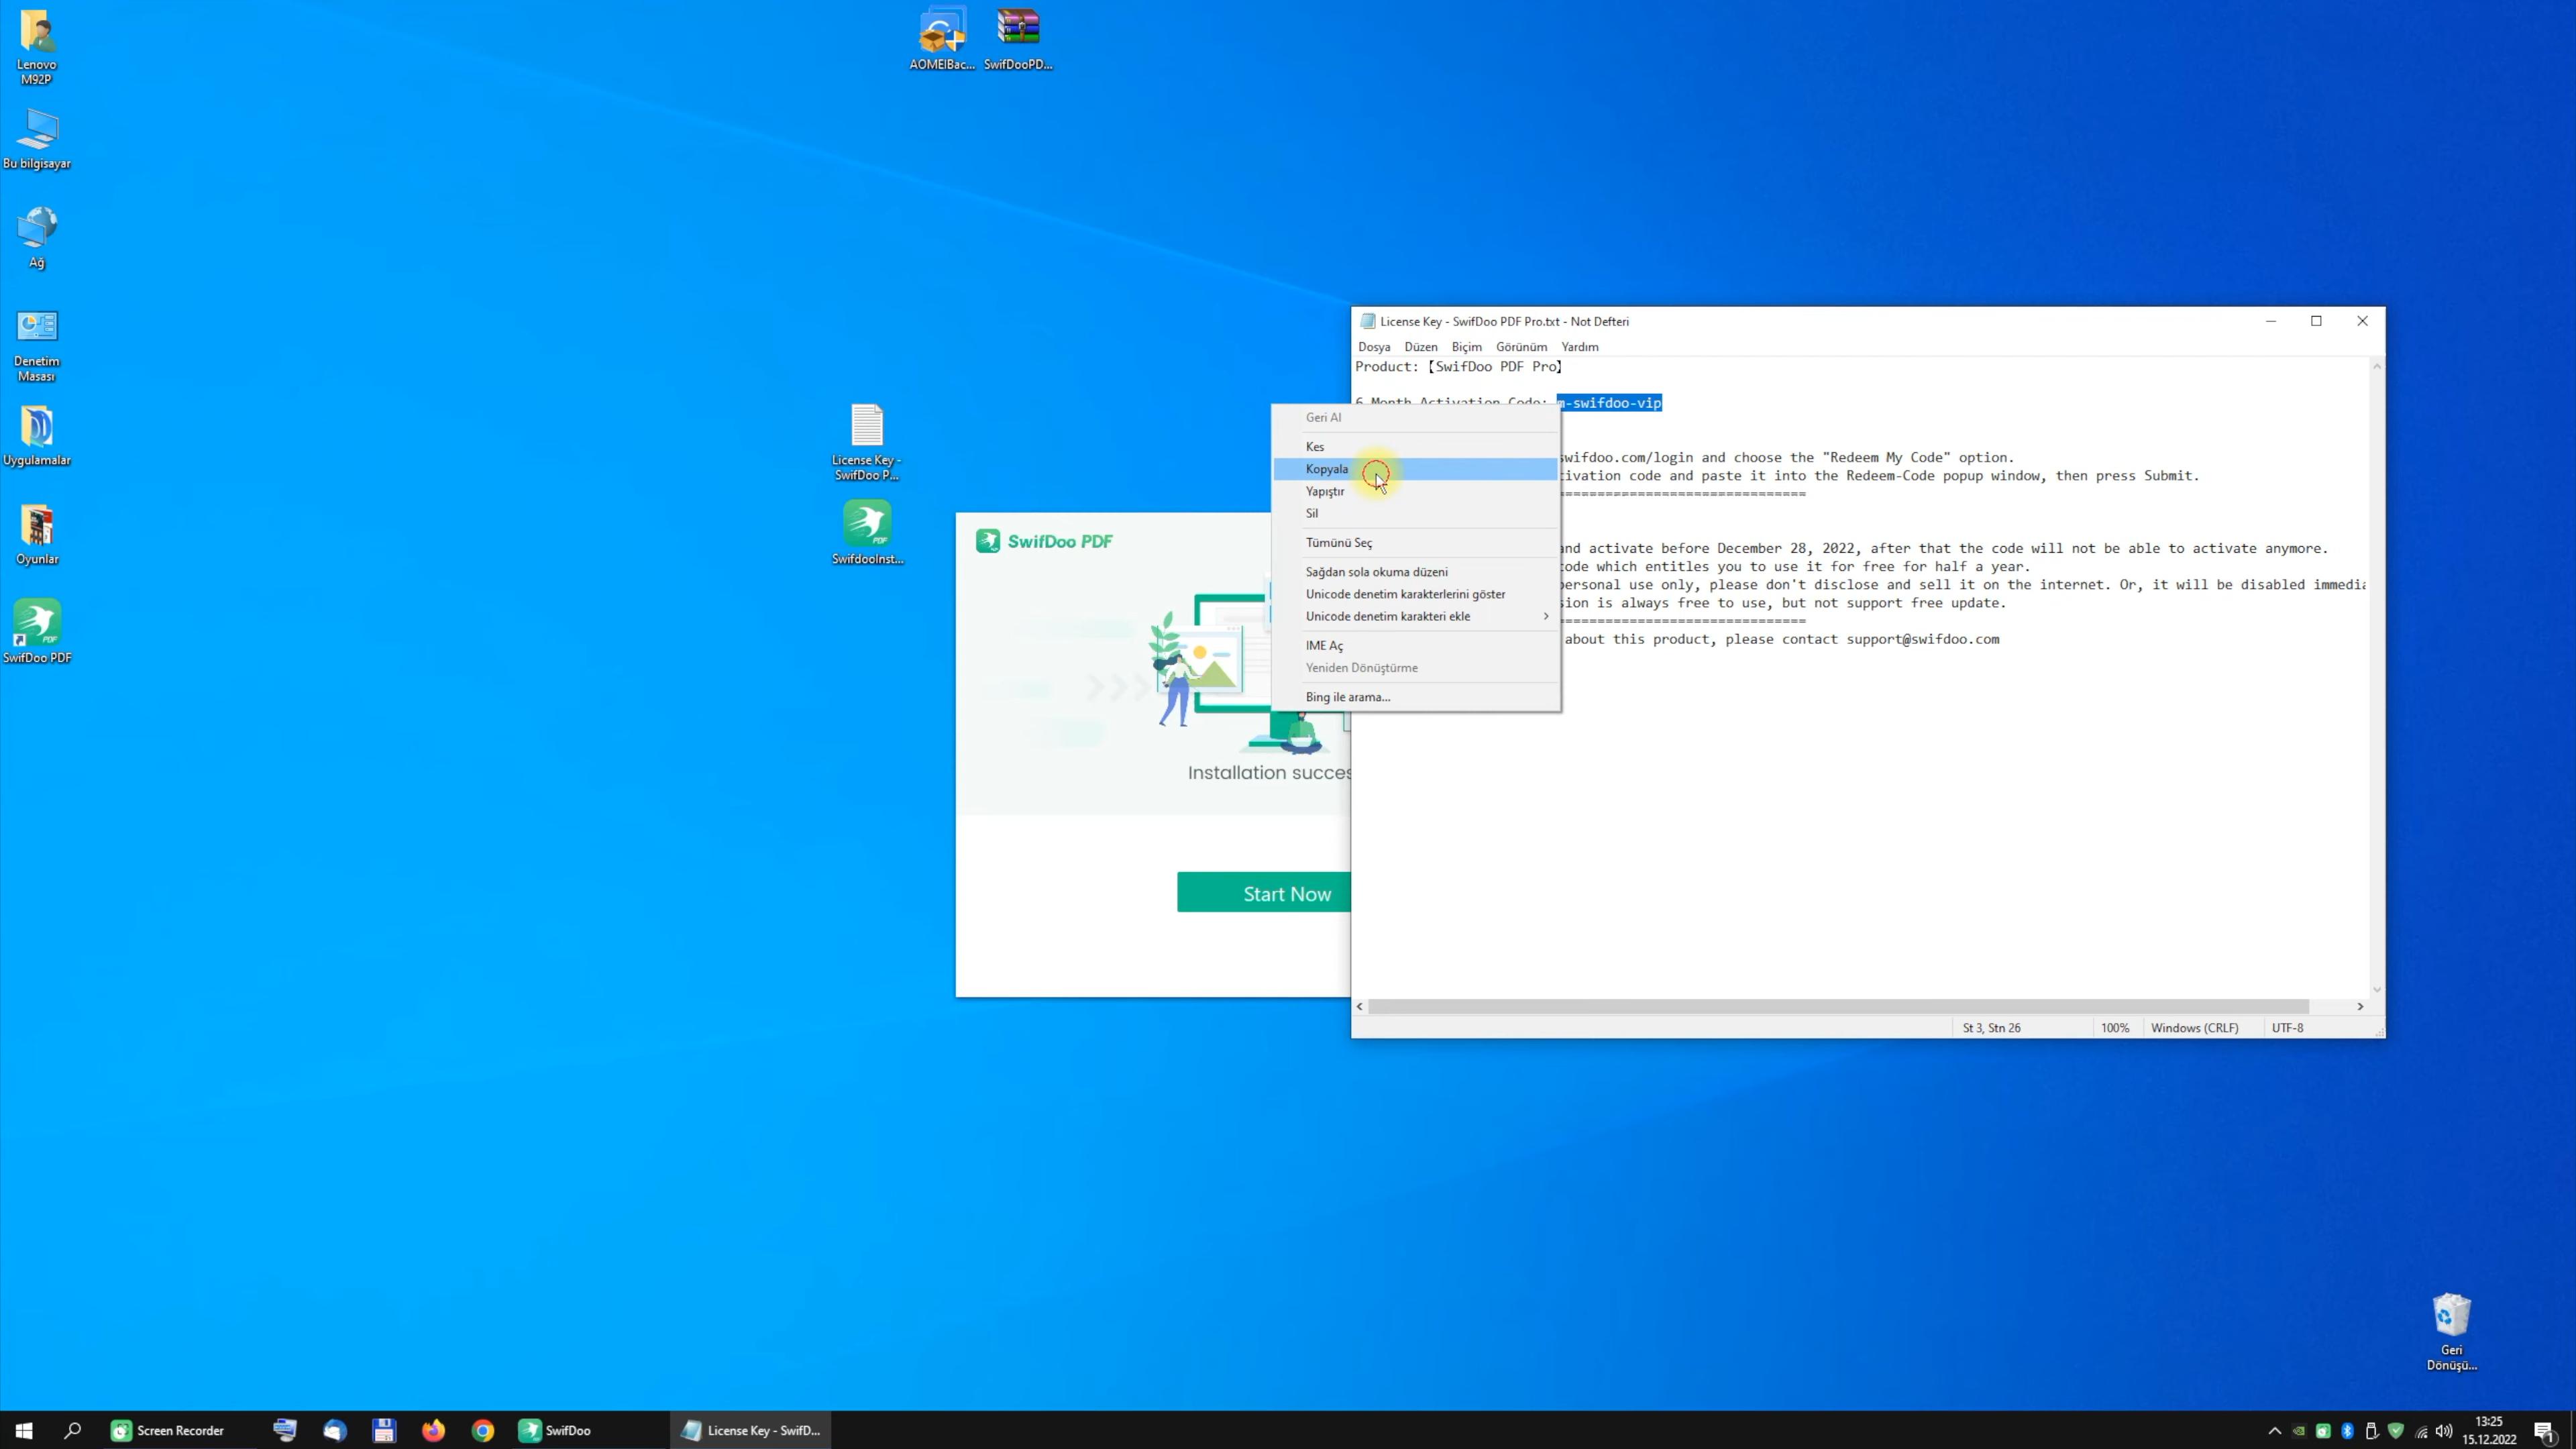 Lenovo
M92P
Bu bilgisayar
Ağ
Denetim
Masası
Uygulamalar
Oyunlar
SwifDoo PDF
AOMEIBac...
SwifDooPD...
License Key -
SwifDoo P...
SwifdooInst...
SwifDoo PDF
Installation succes
Start Now
License Key - SwifDoo PDF Pro.txt - Not Defteri
Dosya Düzen Biçim Görünüm Yardım
Product: 【SwifDoo PDF Pro】
6 Month Activation Code: m-swifdoo-vip
swifdoo.com/login and choose the "Redeem My Code" option.
tivation code and paste it into the Redeem-Code popup window, then press Submit.
==============================
nd activate before December 28, 2022, after that the code will not be able to activate anymore.
ode which entitles you to use it for free for half a year.
personal use only, please don't disclose and sell it on the internet. Or, it will be disabled immedia
ion is always free to use, but not support free update.
==============================
about this product, please contact support@swifdoo.com
St 3, Stn 26 100% Windows (CRLF) UTF-8
Geri Al
Kes
Kopyala
Yapıştır
Sil
Tümünü Seç
Sağdan sola okuma düzeni
Unicode denetim karakterlerini göster
Unicode denetim karakteri ekle
IME Aç
Yeniden Dönüştürme
Bing ile arama...
Geri
Dönüşü...
Screen Recorder
SwifDoo
License Key - SwifD...
13:25
15.12.2022
1